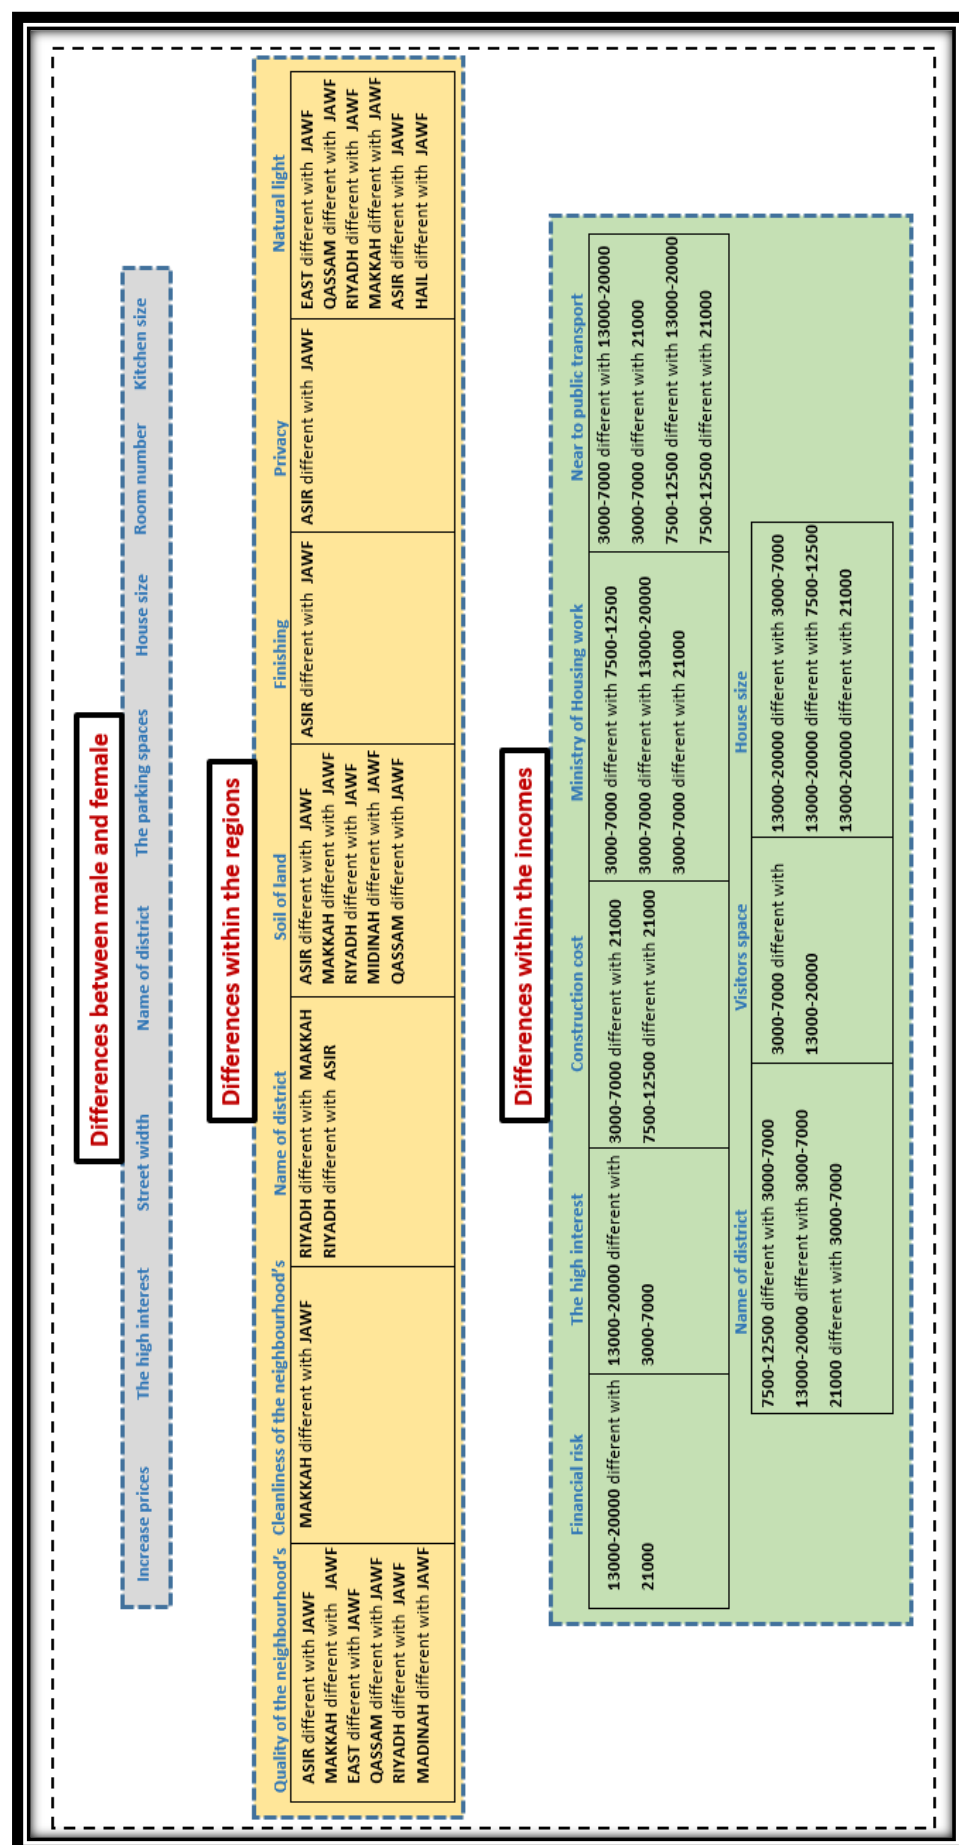 Differences between male and female
Increase prices
The high interest
Street width
Name of district
The parking spaces
House size
Room number
Kitchen size
Differences within the regions
Quality of the neighbourhood's
ASIR different with JAWF
MAKKAH different with JAWF
EAST different with JAWF
QASSAM different with JAWF
RIYADH different with JAWF
MADINAH different with JAWF
Cleanliness of the neighbourhood's
MAKKAH different with JAWF
Name of district
RIYADH different with MAKKAH
RIYADH different with ASIR
Soil of land
ASIR different with JAWF
MAKKAH different with JAWF
RIYADH different with JAWF
MIDINAH different with JAWF
QASSAM different with JAWF
Finishing
ASIR different with JAWF
Privacy
ASIR different with JAWF
Natural light
EAST different with JAWF
QASSAM different with JAWF
RIYADH different with JAWF
MAKKAH different with JAWF
ASIR different with JAWF
HAIL different with JAWF
Differences within the incomes
Financial risk
13000-20000 different with
21000
The high interest
13000-20000 different with
3000-7000
Construction cost
3000-7000 different with 21000
7500-12500 different with 21000
Ministry of Housing work
3000-7000 different with 7500-12500
3000-7000 different with 13000-20000
3000-7000 different with 21000
Near to public transport
3000-7000 different with 13000-20000
3000-7000 different with 21000
7500-12500 different with 13000-20000
7500-12500 different with 21000
Name of district
7500-12500 different with 3000-7000
13000-20000 different with 3000-7000
21000 different with 3000-7000
Visitors space
3000-7000 different with
13000-20000
House size
13000-20000 different with 3000-7000
13000-20000 different with 7500-12500
13000-20000 different with 21000